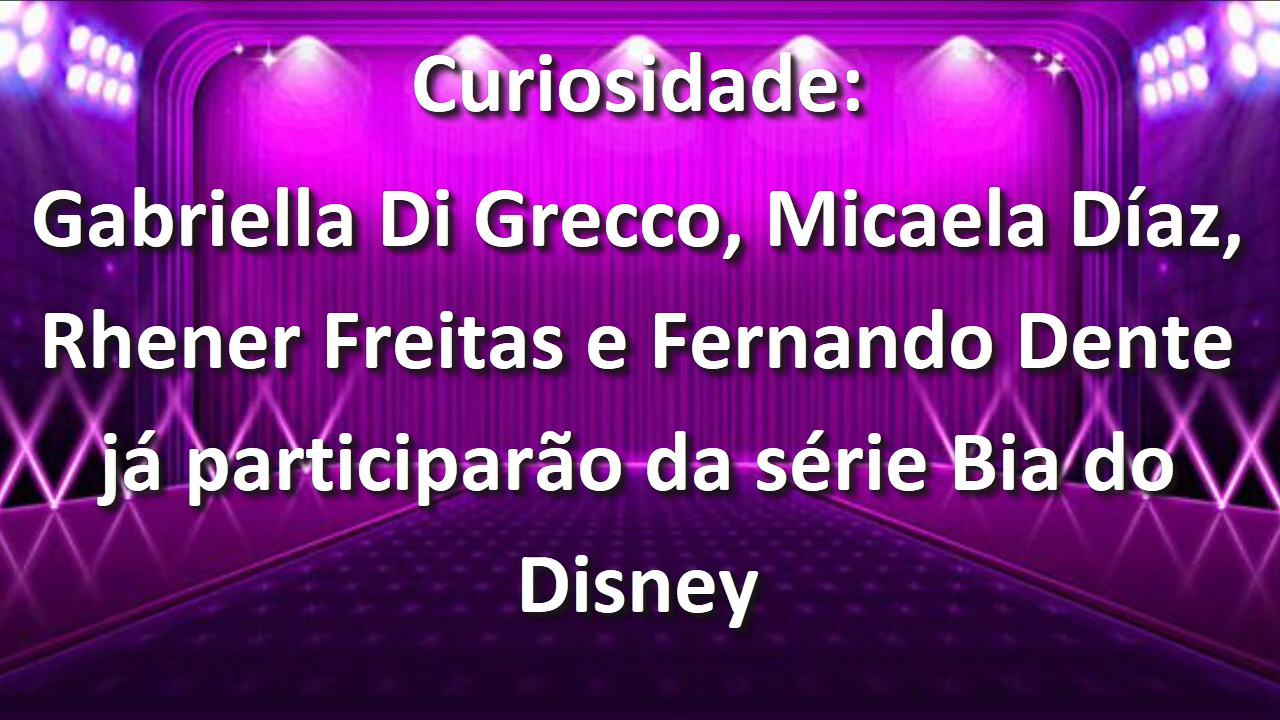 Curiosidade:
Gabriella Di Grecco, Micaela Díaz,
Rhener Freitas e Fernando Dente
já participarão da série Bia do
Disney